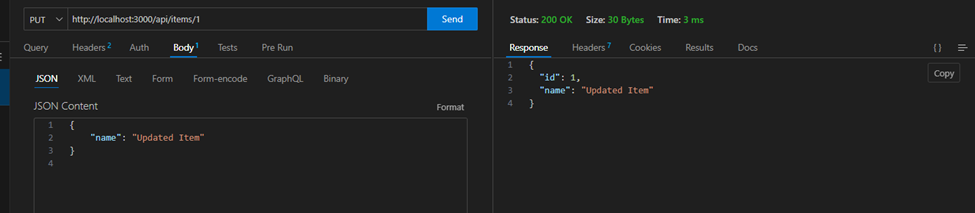 PUT http://localhost:3000/api/items/1 Send
Query Headers 2 Auth Body 1 Tests Pre Run
JSON XML Text Form Form-encode GraphQL Binary
JSON Content Format
1 {
2 "name": "Updated Item"
3 }
4
Status: 200 OK Size: 30 Bytes Time: 3 ms
Response Headers 7 Cookies Results Docs { }
1 {
2 "id": 1,
3 "name": "Updated Item"
4 }
Copy